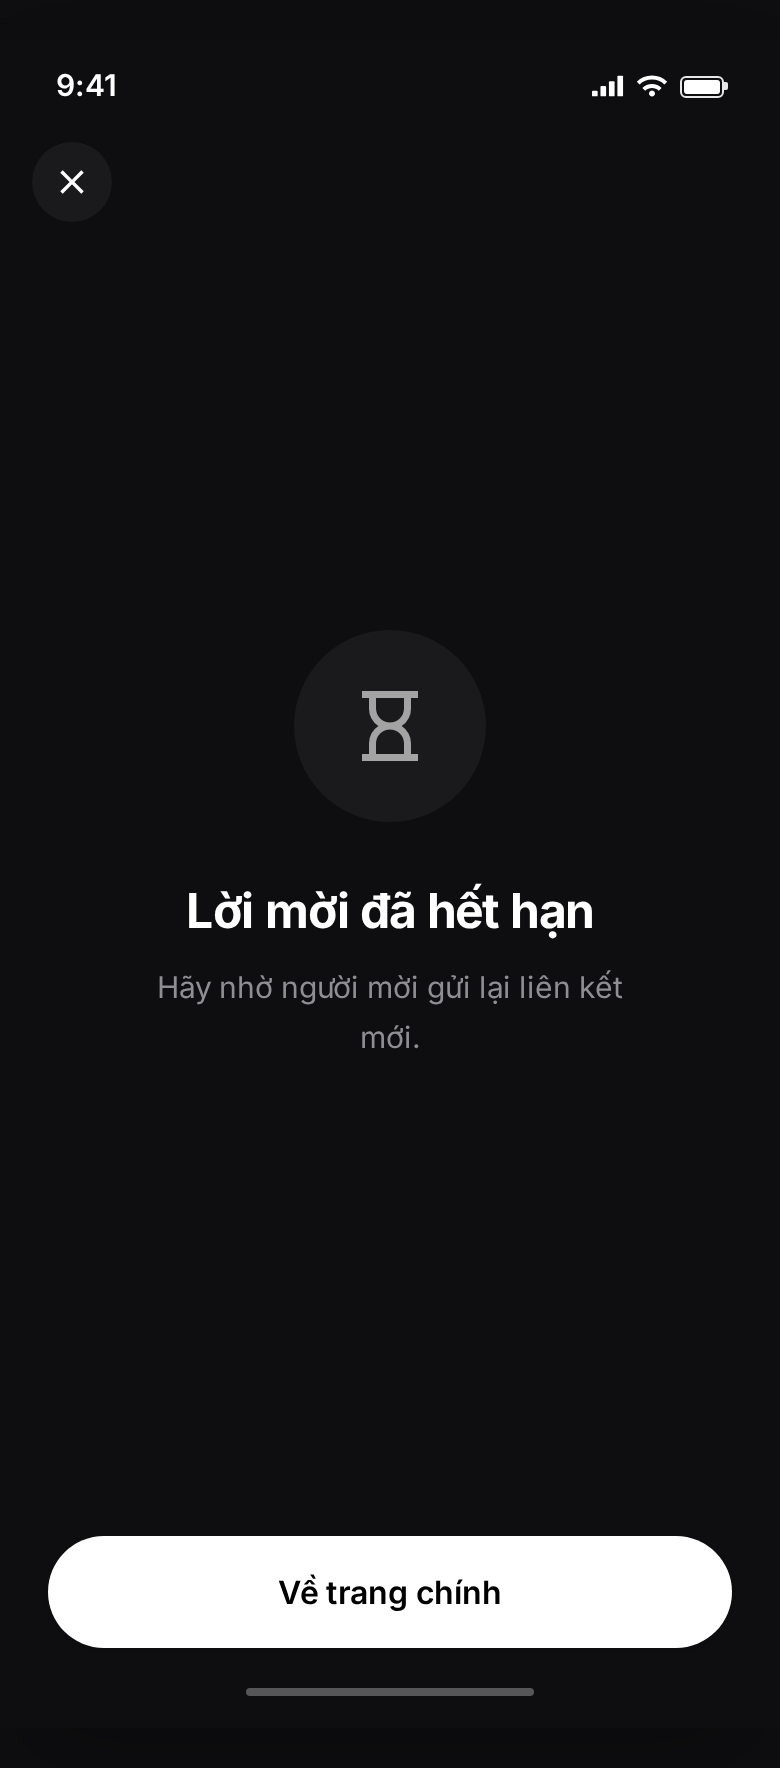 9:41
Lời mời đã hết hạn
Hãy nhờ người mời gửi lại liên kết
mới.
Về trang chính